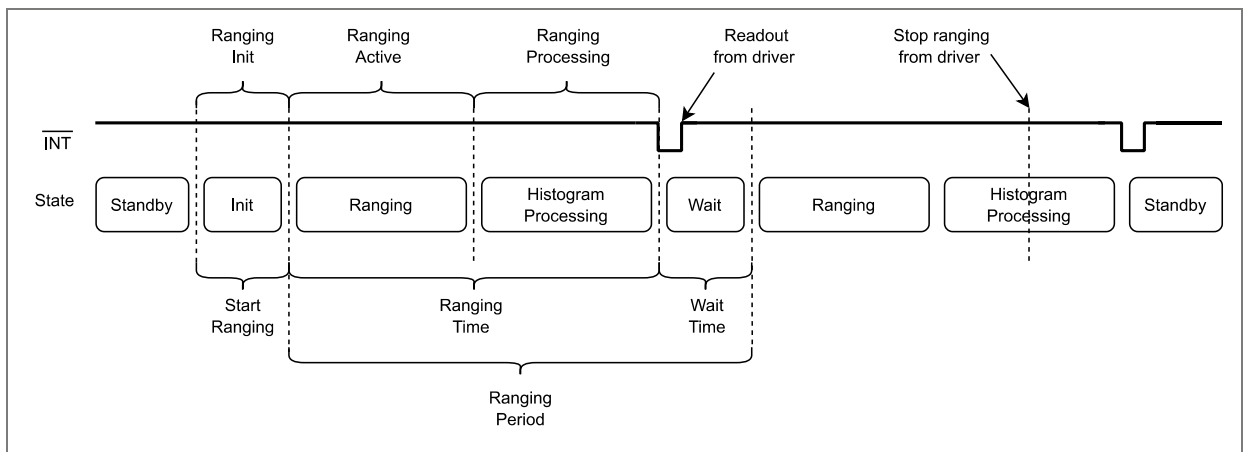 Ranging
Init
Ranging
Active
Ranging
Processing
Readout
from driver
Stop ranging
from driver
INT
State
Standby
Init
Ranging
Histogram
Processing
Wait
Ranging
Histogram
Processing
Standby
Start
Ranging
Ranging
Time
Wait
Time
Ranging
Period